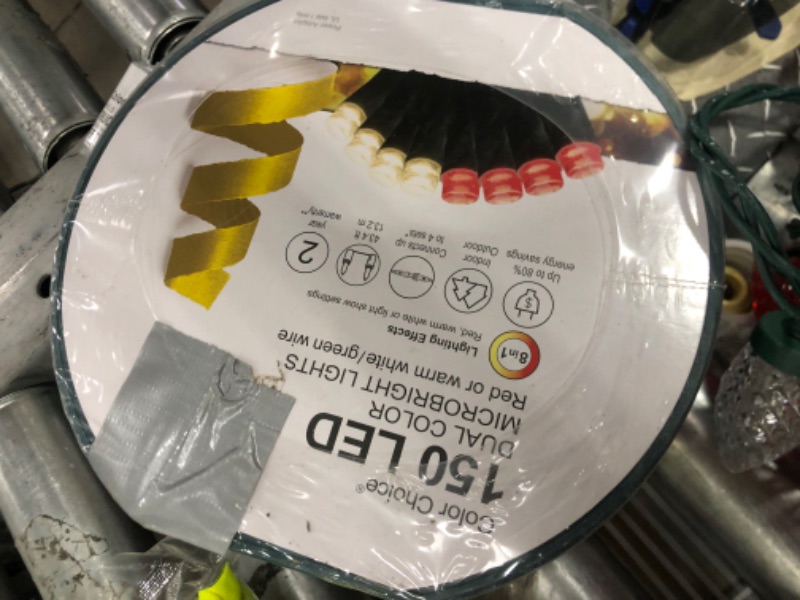 Color Choice®
150 LED
DUAL COLOR
MICROBRIGHT LIGHTS
Red or warm white/green wire
8 in 1
Lighting Effects
Red, warm white or light show settings
$
Up to 80%
energy savings
Indoor
Outdoor
Connects up
to 4 sets*
43.4 ft
13.2 m
2
year
warranty**
Power Adapter